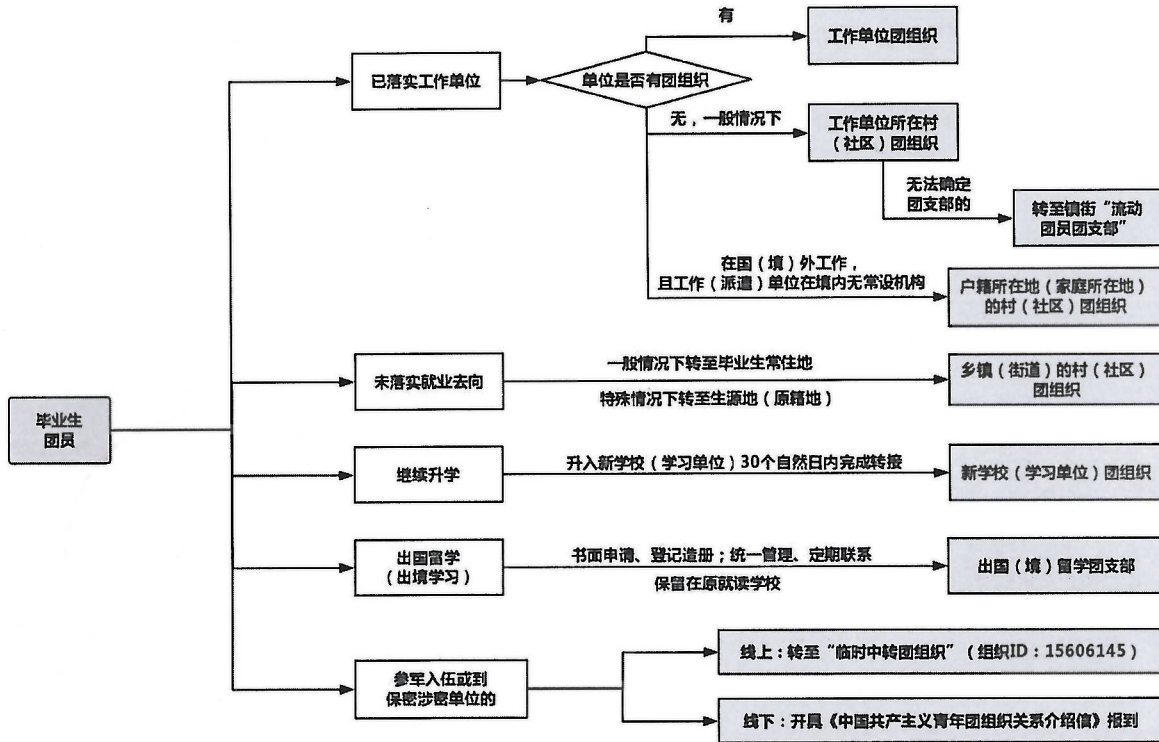 毕业生
团员
已落实工作单位
单位是否有团组织
有
工作单位团组织
无，一般情况下
工作单位所在村
（社区）团组织
无法确定
团支部的
转至镇街“流动
团员团支部”
在国（填）外工作，
且工作（派遣）单位在填内无常设机构
户籍所在地（家庭所在地）
的村（社区）团组织
未落实就业去向
一般情况下转至毕业生常住地
特殊情况下转至生源地（原籍地）
乡镇（街道）的村（社区）
团组织
继续升学
升入新学校（学习单位）30个自然日内完成转接
新学校（学习单位）团组织
出国留学
（出境学习）
书面申请、登记造册；统一管理、定期联系
保留在原就读学校
出国（境）留学团支部
参军入伍或到
保密涉密单位的
线上：转至“临时中转团组织”（组织ID：15606145）
线下：开具《中国共产主义青年团组织关系介绍信》报到